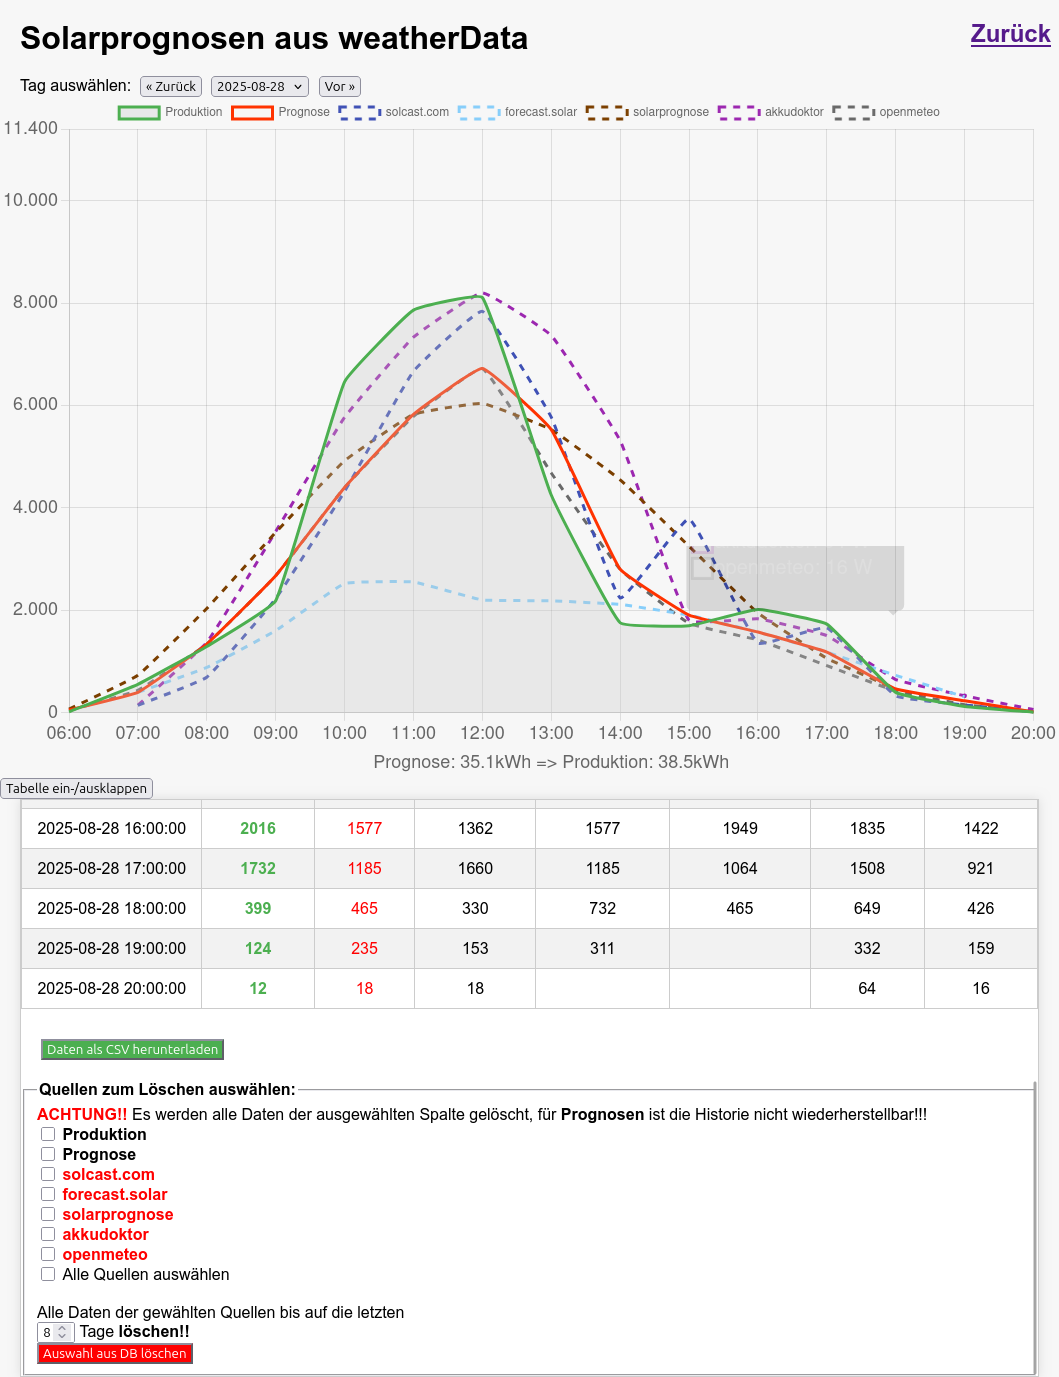 Solarprognosen aus weatherData
Zurück
Tag auswählen: « Zurück 2025-08-28 Vor »
Produktion Prognose solcast.com forecast.solar solarprognose akkudoktor openmeteo
11.400
10.000
8.000
6.000
4.000
openmeteo: 16 W
2.000
0
06:00 07:00 08:00 09:00 10:00 11:00 12:00 13:00 14:00 15:00 16:00 17:00 18:00 19:00 20:00
Prognose: 35.1kWh => Produktion: 38.5kWh
Tabelle ein-/ausklappen
2025-08-28 16:00:00 2016 1577 1362 1577 1949 1835 1422
2025-08-28 17:00:00 1732 1185 1660 1185 1064 1508 921
2025-08-28 18:00:00 399 465 330 732 465 649 426
2025-08-28 19:00:00 124 235 153 311 332 159
2025-08-28 20:00:00 12 18 18 64 16
Daten als CSV herunterladen
Quellen zum Löschen auswählen:
ACHTUNG!! Es werden alle Daten der ausgewählten Spalte gelöscht, für Prognosen ist die Historie nicht wiederherstellbar!!!
Produktion
Prognose
solcast.com
forecast.solar
solarprognose
akkudoktor
openmeteo
Alle Quellen auswählen
Alle Daten der gewählten Quellen bis auf die letzten
8 Tage löschen!!
Auswahl aus DB löschen